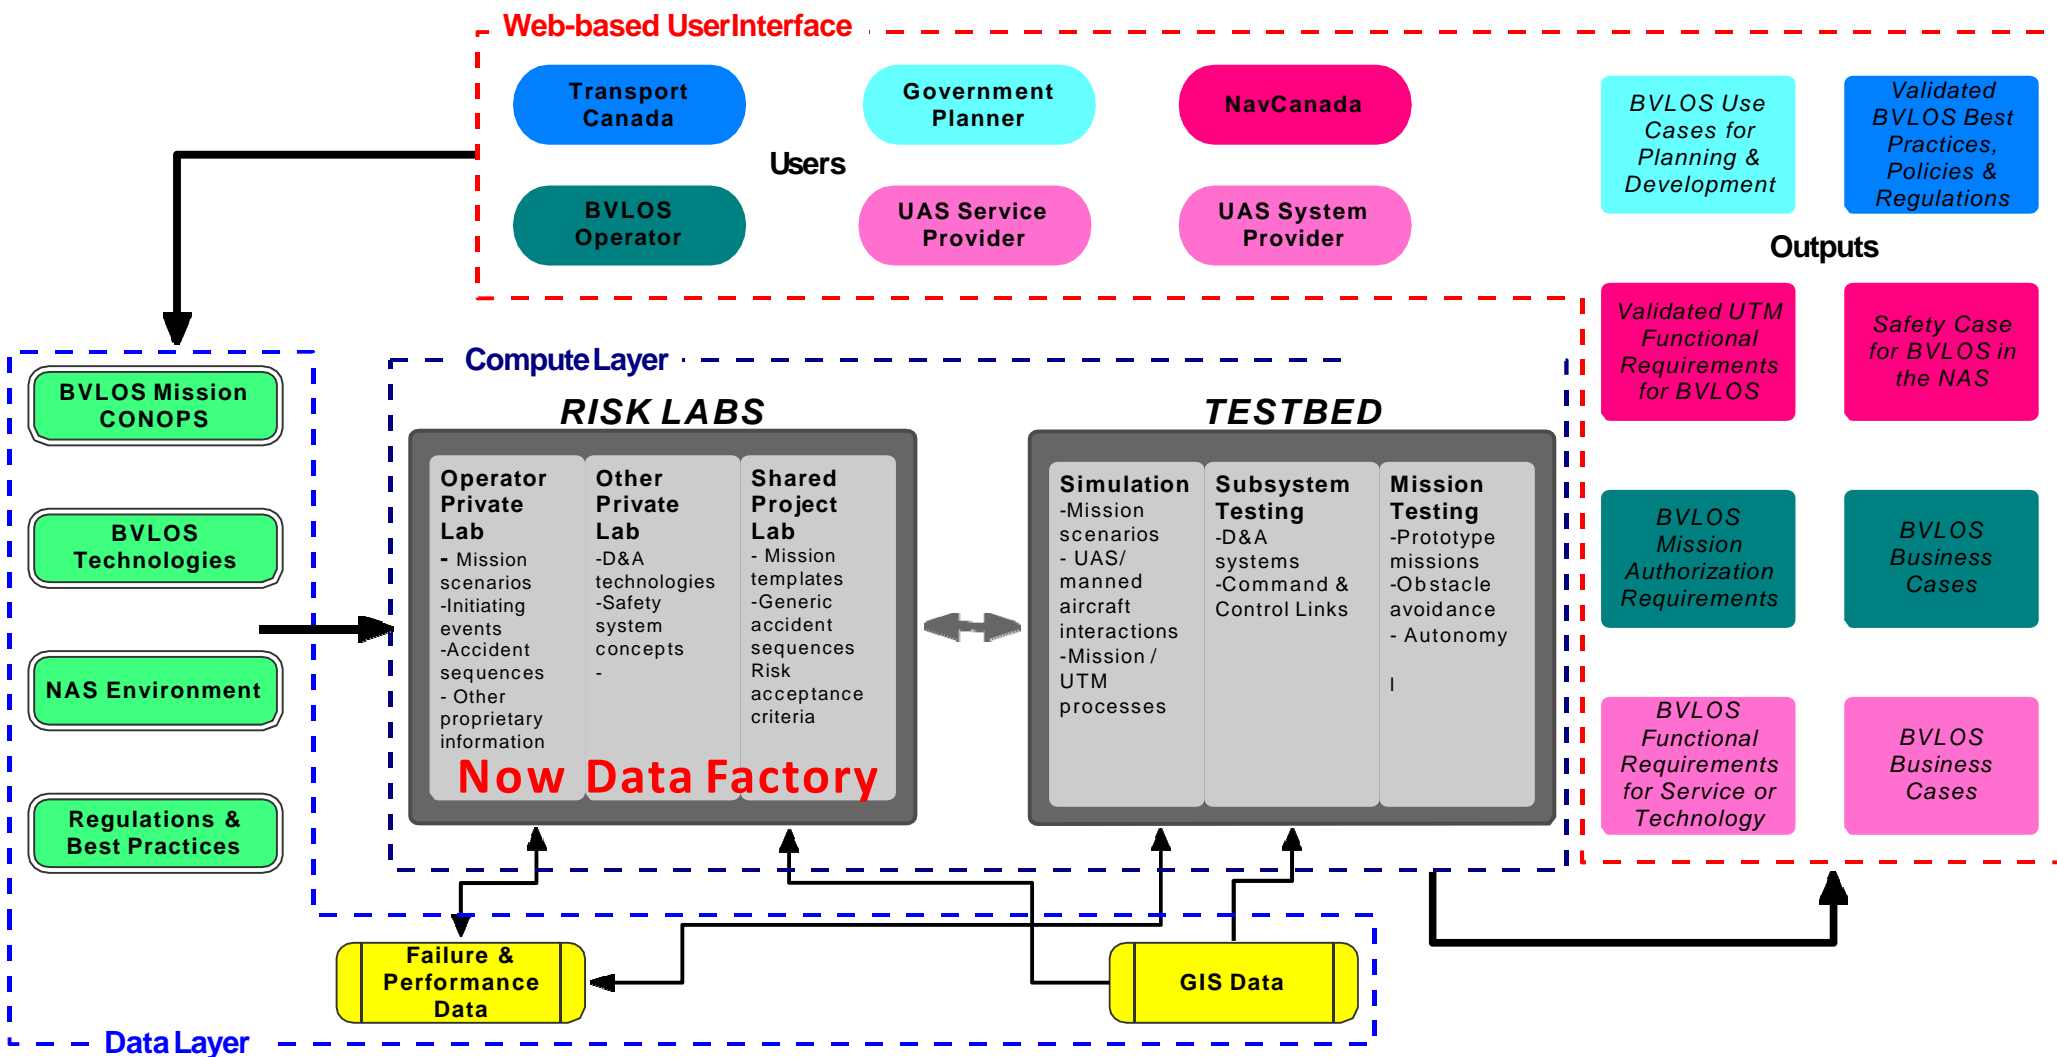 Web-based UserInterface
Transport
Canada
Government
Planner
NavCanada
Users
BVLOS
Operator
UAS Service
Provider
UAS System
Provider
BVLOS Use
Cases for
Planning &
Development
Validated
BVLOS Best
Practices,
Policies &
Regulations
Outputs
Validated UTM
Functional
Requirements
for BVLOS
Safety Case
for BVLOS in
the NAS
BVLOS
Mission
Authorization
Requirements
BVLOS
Business
Cases
BVLOS
Functional
Requirements
for Service or
Technology
BVLOS
Business
Cases
BVLOS Mission
CONOPS
BVLOS
Technologies
NAS Environment
Regulations &
Best Practices
Compute Layer
RISK LABS
Operator
Private
Lab
- Mission
scenarios
-Initiating
events
-Accident
sequences
- Other
proprietary
information
Other
Private
Lab
-D&A
technologies
-Safety
system
concepts
-
Shared
Project
Lab
- Mission
templates
-Generic
accident
sequences
Risk
acceptance
criteria
Now Data Factory
TESTBED
Simulation
-Mission
scenarios
- UAS/
manned
aircraft
interactions
-Mission /
UTM
processes
Subsystem
Testing
-D&A
systems
-Command &
Control Links
Mission
Testing
-Prototype
missions
-Obstacle
avoidance
- Autonomy
I
Failure &
Performance
Data
GIS Data
Data Layer